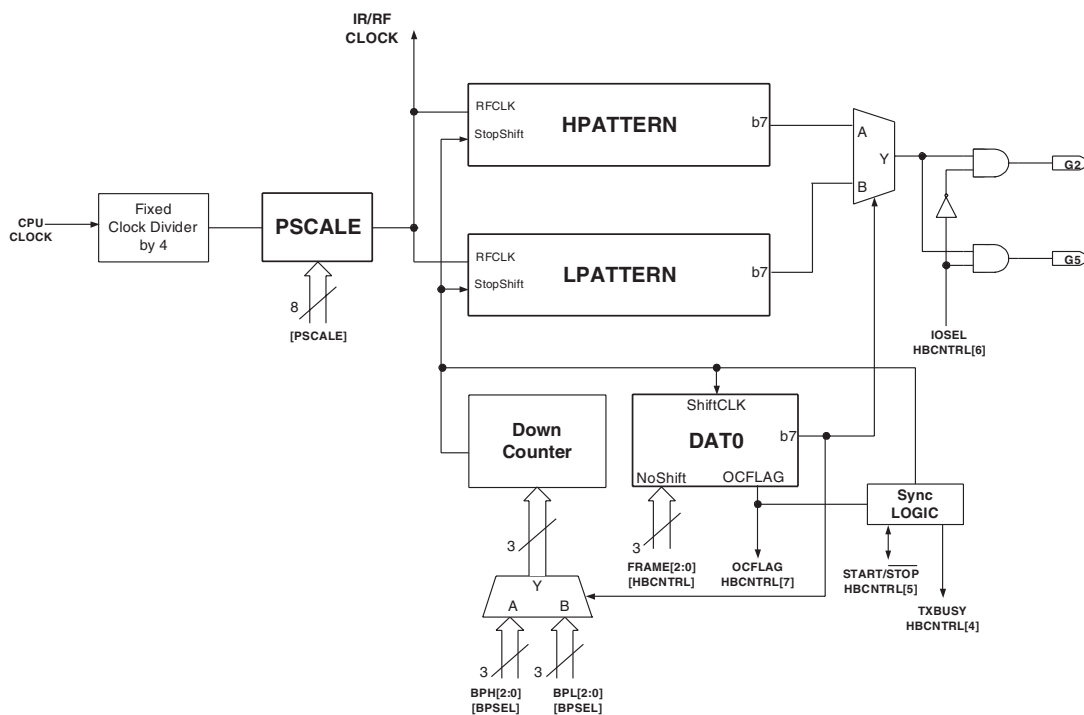 IR/RF
CLOCK
RFCLK
StopShift
HPATTERN
b7
A
B
Y
G2
G5
CPU
CLOCK
Fixed
Clock Divider
by 4
PSCALE
8
[PSCALE]
RFCLK
StopShift
LPATTERN
b7
IOSEL
HBCNTRL[6]
Down
Counter
ShiftCLK
DAT0
b7
NoShift
OCFLAG
Sync
LOGIC
3
3
FRAME[2:0]
[HBCNTRL]
OCFLAG
HBCNTRL[7]
START/STOP
HBCNTRL[5]
TXBUSY
HBCNTRL[4]
Y
A
B
3
3
BPH[2:0]
[BPSEL]
BPL[2:0]
[BPSEL]